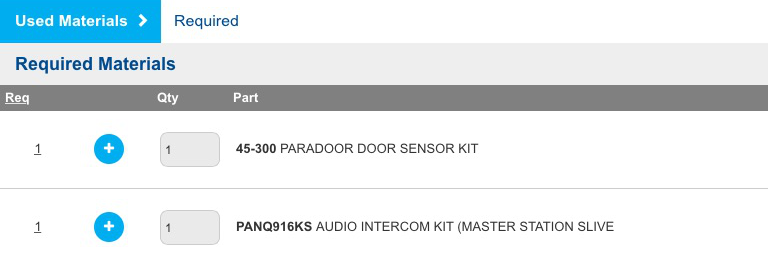 Used Materials Required
Required Materials
Req Qty Part
1 1 45-300 PARADOOR DOOR SENSOR KIT
1 1 PANQ916KS AUDIO INTERCOM KIT (MASTER STATION SLIVE